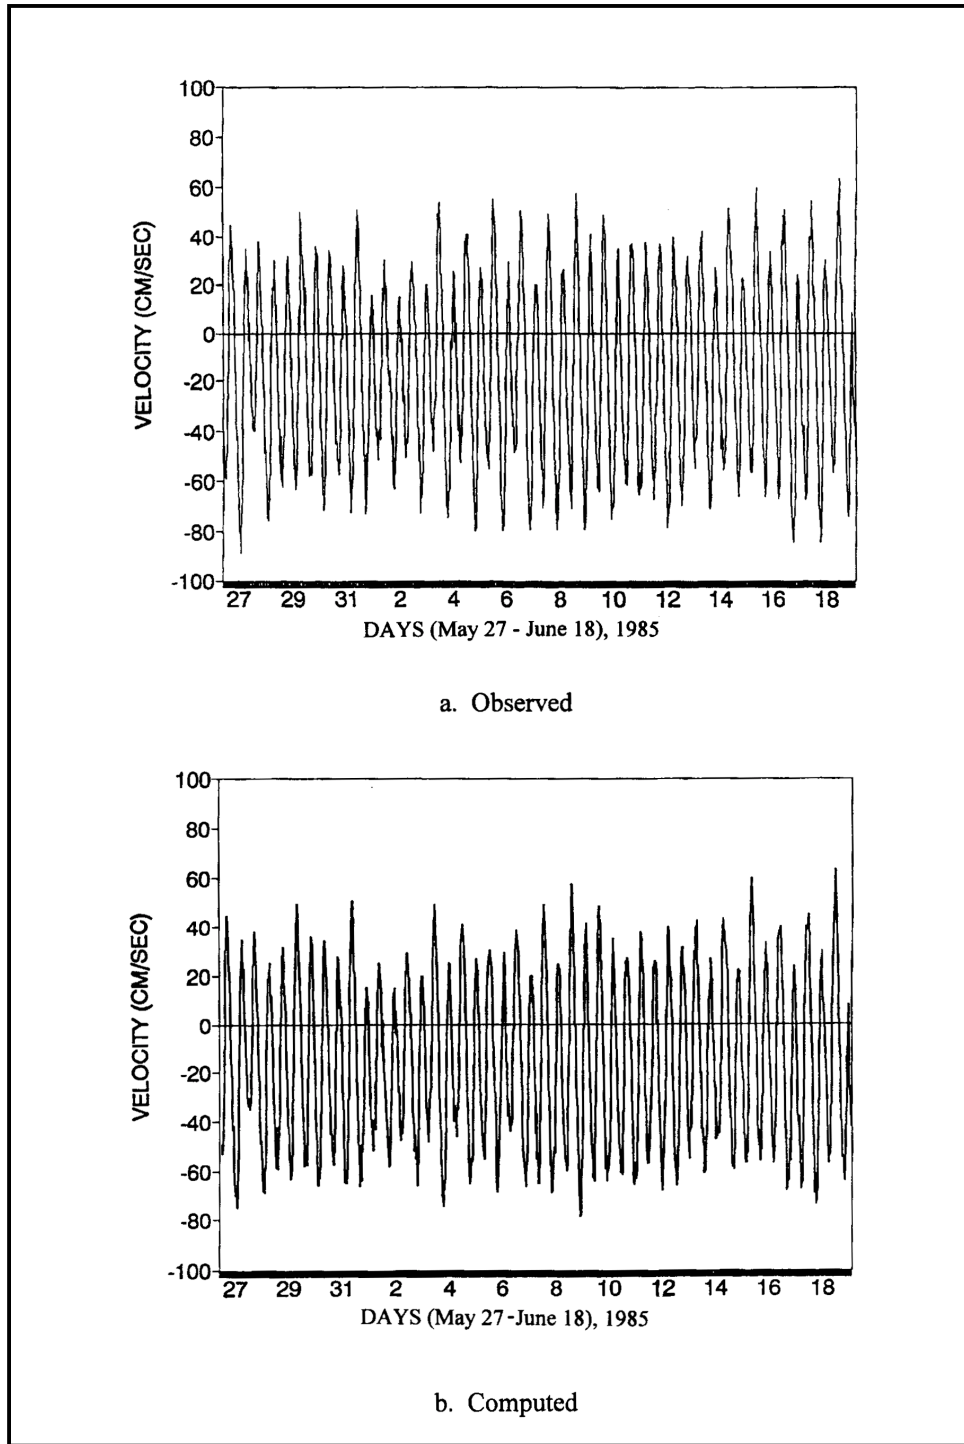 100
80
60
40
20
0
-20
-40
-60
-80
-100
VELOCITY (CM/SEC)
27 29 31 2 4 6 8 10 12 14 16 18
DAYS (May 27 - June 18), 1985
a. Observed
100
80
60
40
20
0
-20
-40
-60
-80
-100
VELOCITY (CM/SEC)
27 29 31 2 4 6 8 10 12 14 16 18
DAYS (May 27-June 18), 1985
b. Computed